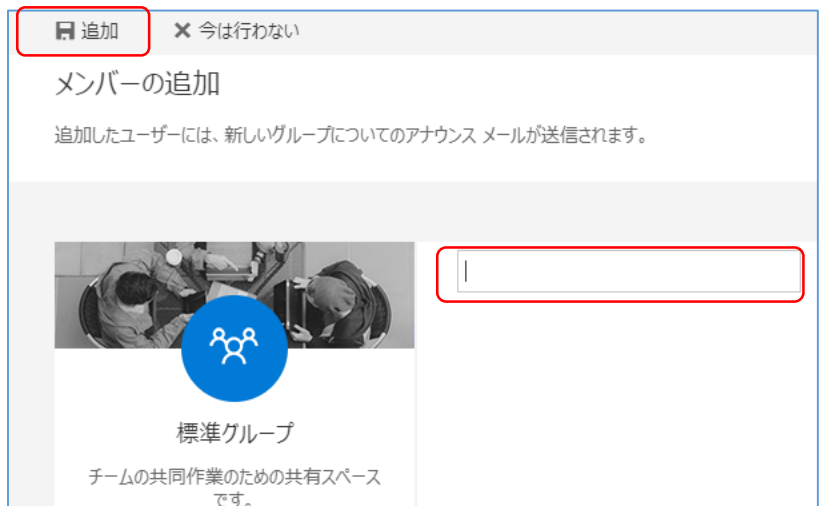 追加 × 今は行わない
メンバーの追加
追加したユーザーには、新しいグループについてのアナウンス メールが送信されます。
標準グループ
チームの共同作業のための共有スペース
です。